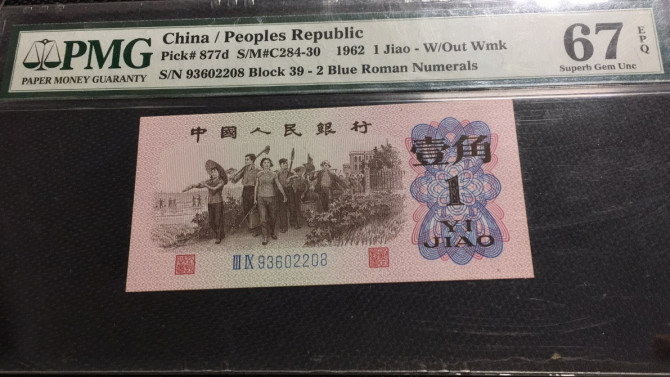 PMG
PAPER MONEY GUARANTY
China / Peoples Republic
Pick# 877d S/M#C284-30 1962 1 Jiao - W/Out Wmk
S/N 93602208 Block 39 - 2 Blue Roman Numerals
67
EPQ
Superb Gem Unc
中國人民銀行
壹角
1
YI
JIAO
III IX 93602208